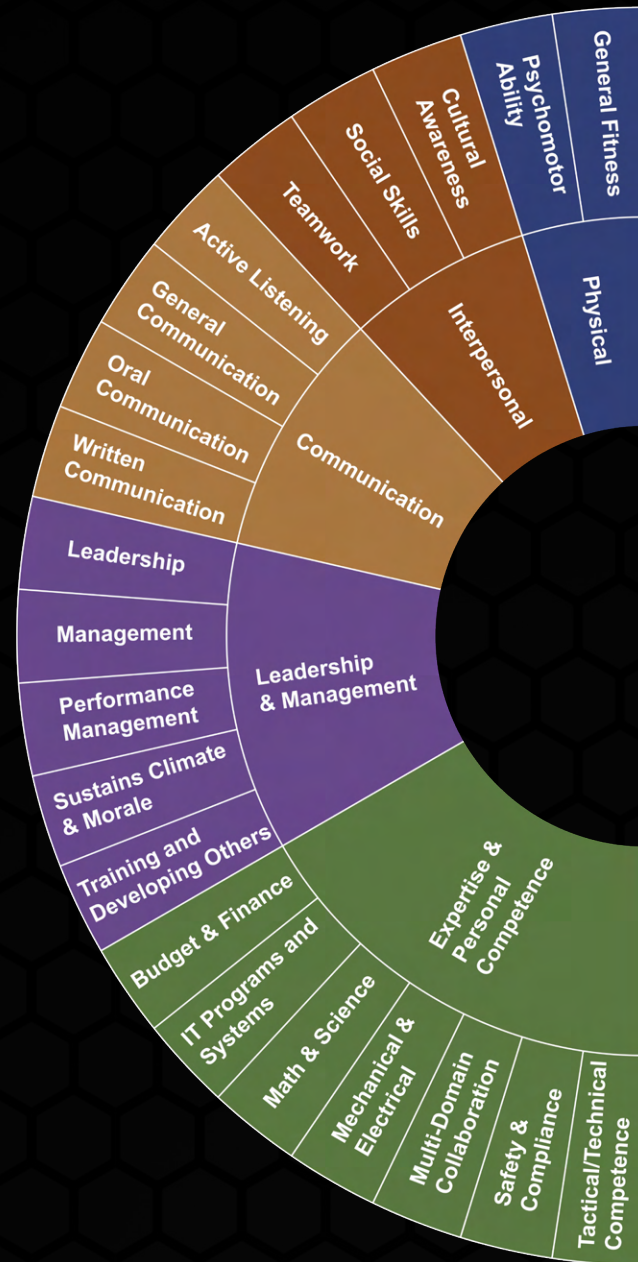 General Fitness
Psychomotor
Ability
Physical
Cultural
Awareness
Social Skills
Teamwork
Interpersonal
Active Listening
General
Communication
Oral
Communication
Written
Communication
Communication
Leadership
Management
Performance
Management
Sustains Climate
& Morale
Training and
Developing Others
Leadership
& Management
Budget & Finance
IT Programs and
Systems
Math & Science
Mechanical &
Electrical
Multi-Domain
Collaboration
Safety &
Compliance
Tactical/Technical
Competence
Expertise &
Personal
Competence